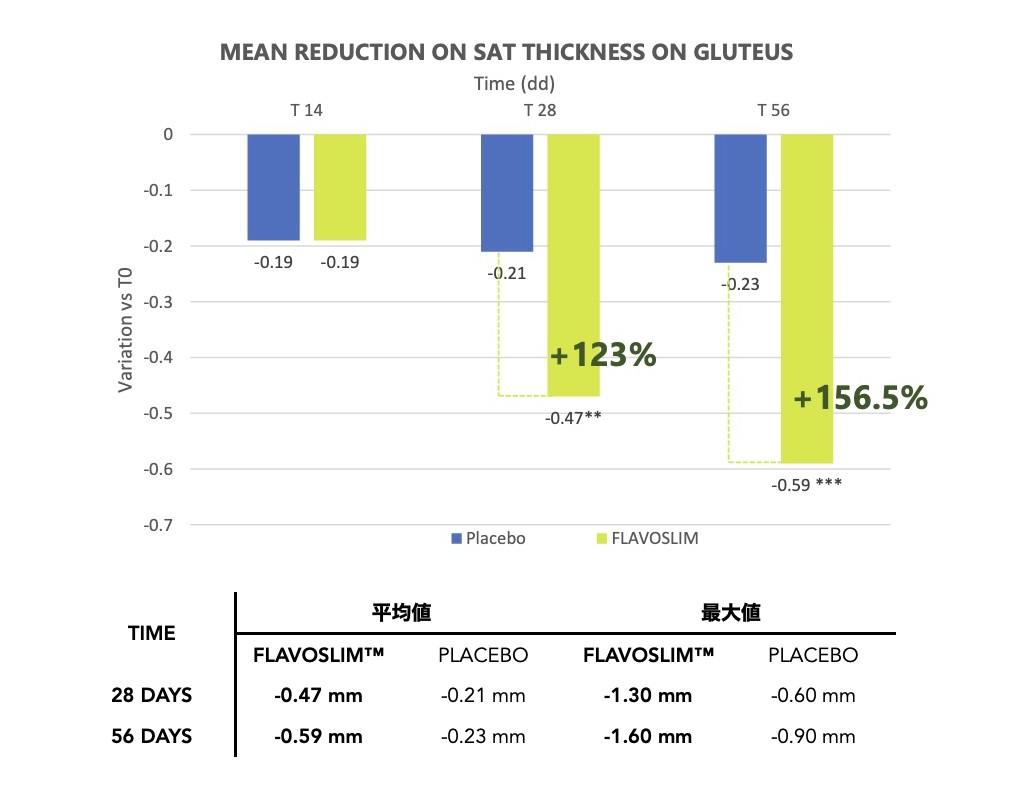 MEAN REDUCTION ON SAT THICKNESS ON GLUTEUS
Time (dd)
T 14 T 28 T 56
0
-0.1
-0.2
-0.3
-0.4
-0.5
-0.6
-0.7
Variation vs T0
-0.19 -0.19
-0.21
-0.23
+123%
+156.5%
-0.47**
-0.59 ***
Placebo FLAVOSLIM
TIME 平均値 最大値
FLAVOSLIM™ PLACEBO FLAVOSLIM™ PLACEBO
28 DAYS -0.47 mm -0.21 mm -1.30 mm -0.60 mm
56 DAYS -0.59 mm -0.23 mm -1.60 mm -0.90 mm